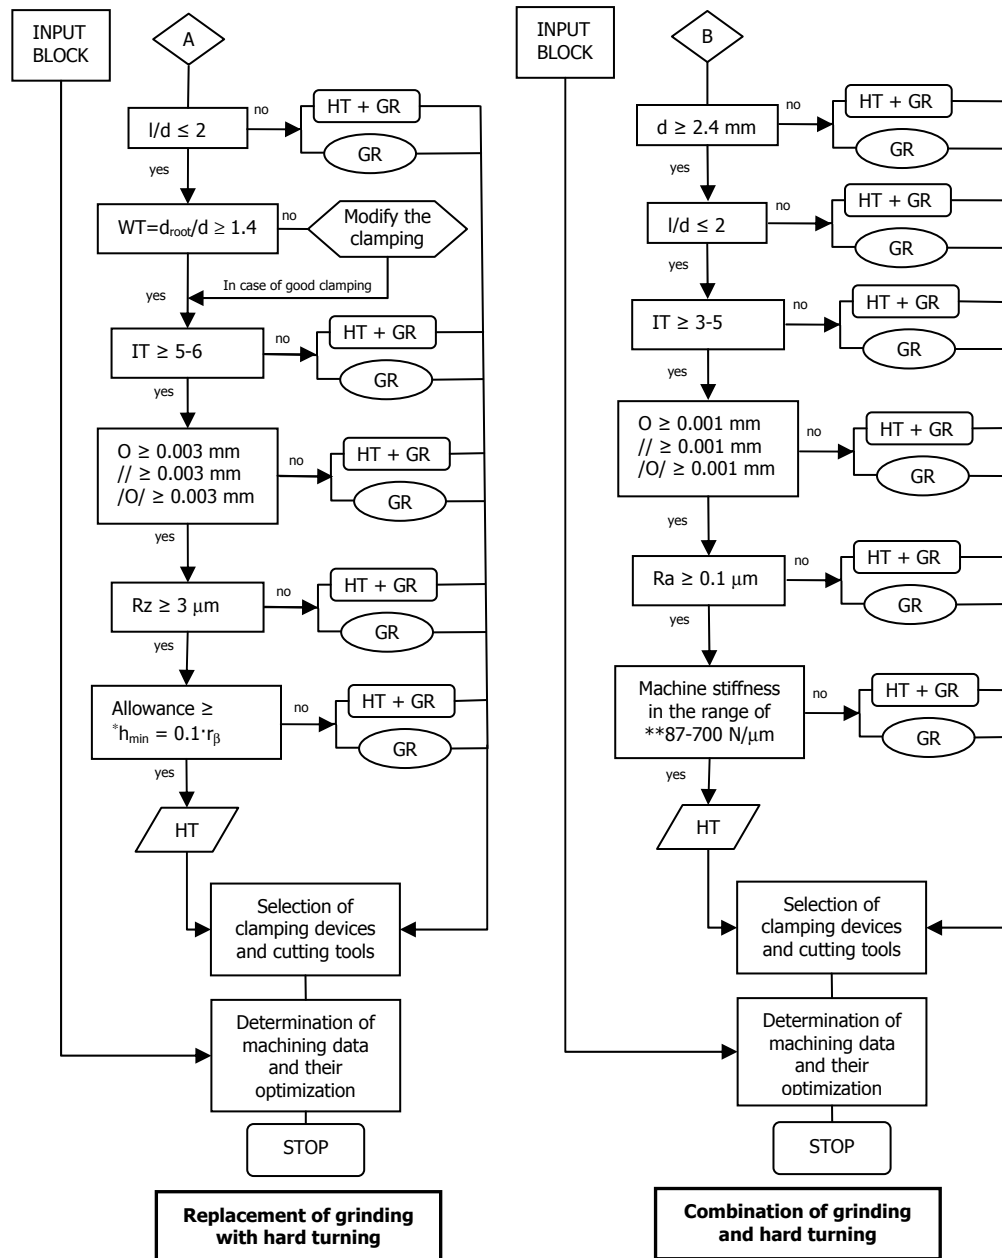 INPUT
BLOCK
A
l/d ≤ 2
no
HT + GR
GR
yes
WT=droot/d ≥ 1.4
no
Modify the
clamping
In case of good clamping
yes
IT ≥ 5-6
no
HT + GR
GR
yes
O ≥ 0.003 mm
// ≥ 0.003 mm
/O/ ≥ 0.003 mm
no
HT + GR
GR
yes
Rz ≥ 3 μm
no
HT + GR
GR
yes
Allowance ≥
*hmin = 0.1·rβ
no
HT + GR
GR
yes
HT
Selection of
clamping devices
and cutting tools
Determination of
machining data
and their
optimization
STOP
Replacement of grinding
with hard turning
INPUT
BLOCK
B
d ≥ 2.4 mm
no
HT + GR
GR
yes
l/d ≤ 2
no
HT + GR
GR
yes
IT ≥ 3-5
no
HT + GR
GR
yes
O ≥ 0.001 mm
// ≥ 0.001 mm
/O/ ≥ 0.001 mm
no
HT + GR
GR
yes
Ra ≥ 0.1 μm
no
HT + GR
GR
yes
Machine stiffness
in the range of
**87-700 N/μm
no
HT + GR
GR
yes
HT
Selection of
clamping devices
and cutting tools
Determination of
machining data
and their
optimization
STOP
Combination of grinding
and hard turning